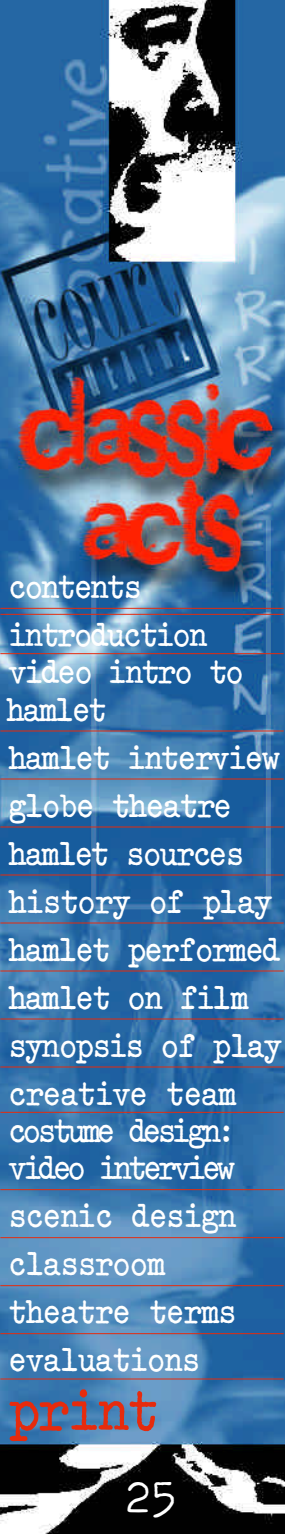 ocative
IRREVERENT
court
THEATRE
classic
acts
contents
introduction
video intro to
hamlet
hamlet interview
globe theatre
hamlet sources
history of play
hamlet performed
hamlet on film
synopsis of play
creative team
costume design:
video interview
scenic design
classroom
theatre terms
evaluations
print
25